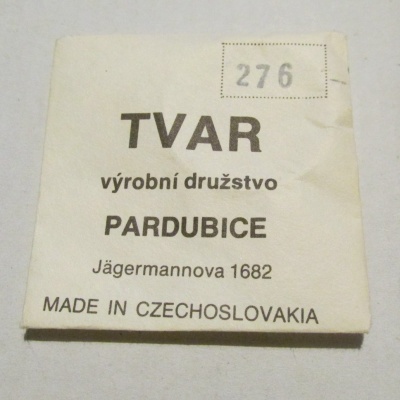 276
TVAR
výrobní družstvo
PARDUBICE
Jägermannova 1682
MADE IN CZECHOSLOVAKIA